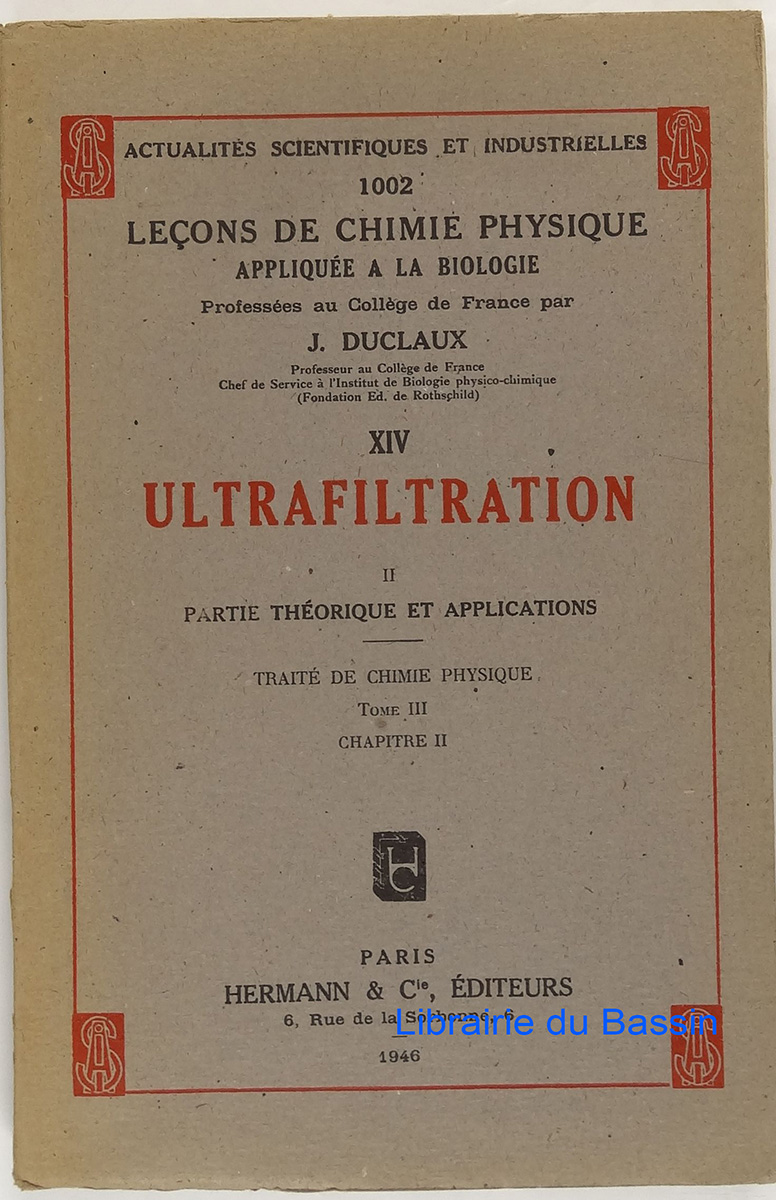 ACTUALITÉS SCIENTIFIQUES ET INDUSTRIELLES
1002
LEÇONS DE CHIMIE PHYSIQUE
APPLIQUÉE A LA BIOLOGIE
Professées au Collège de France par
J. DUCLAUX
Professeur au Collège de France
Chef de Service à l'Institut de Biologie physico-chimique
(Fondation Ed. de Rothschild)
XIV
ULTRAFILTRATION
II
PARTIE THÉORIQUE ET APPLICATIONS
TRAITÉ DE CHIMIE PHYSIQUE
TOME III
CHAPITRE II
HC
PARIS
HERMANN & Cie, ÉDITEURS
6, Rue de la Sorbonne, 6
Librairie du Bassin
1946